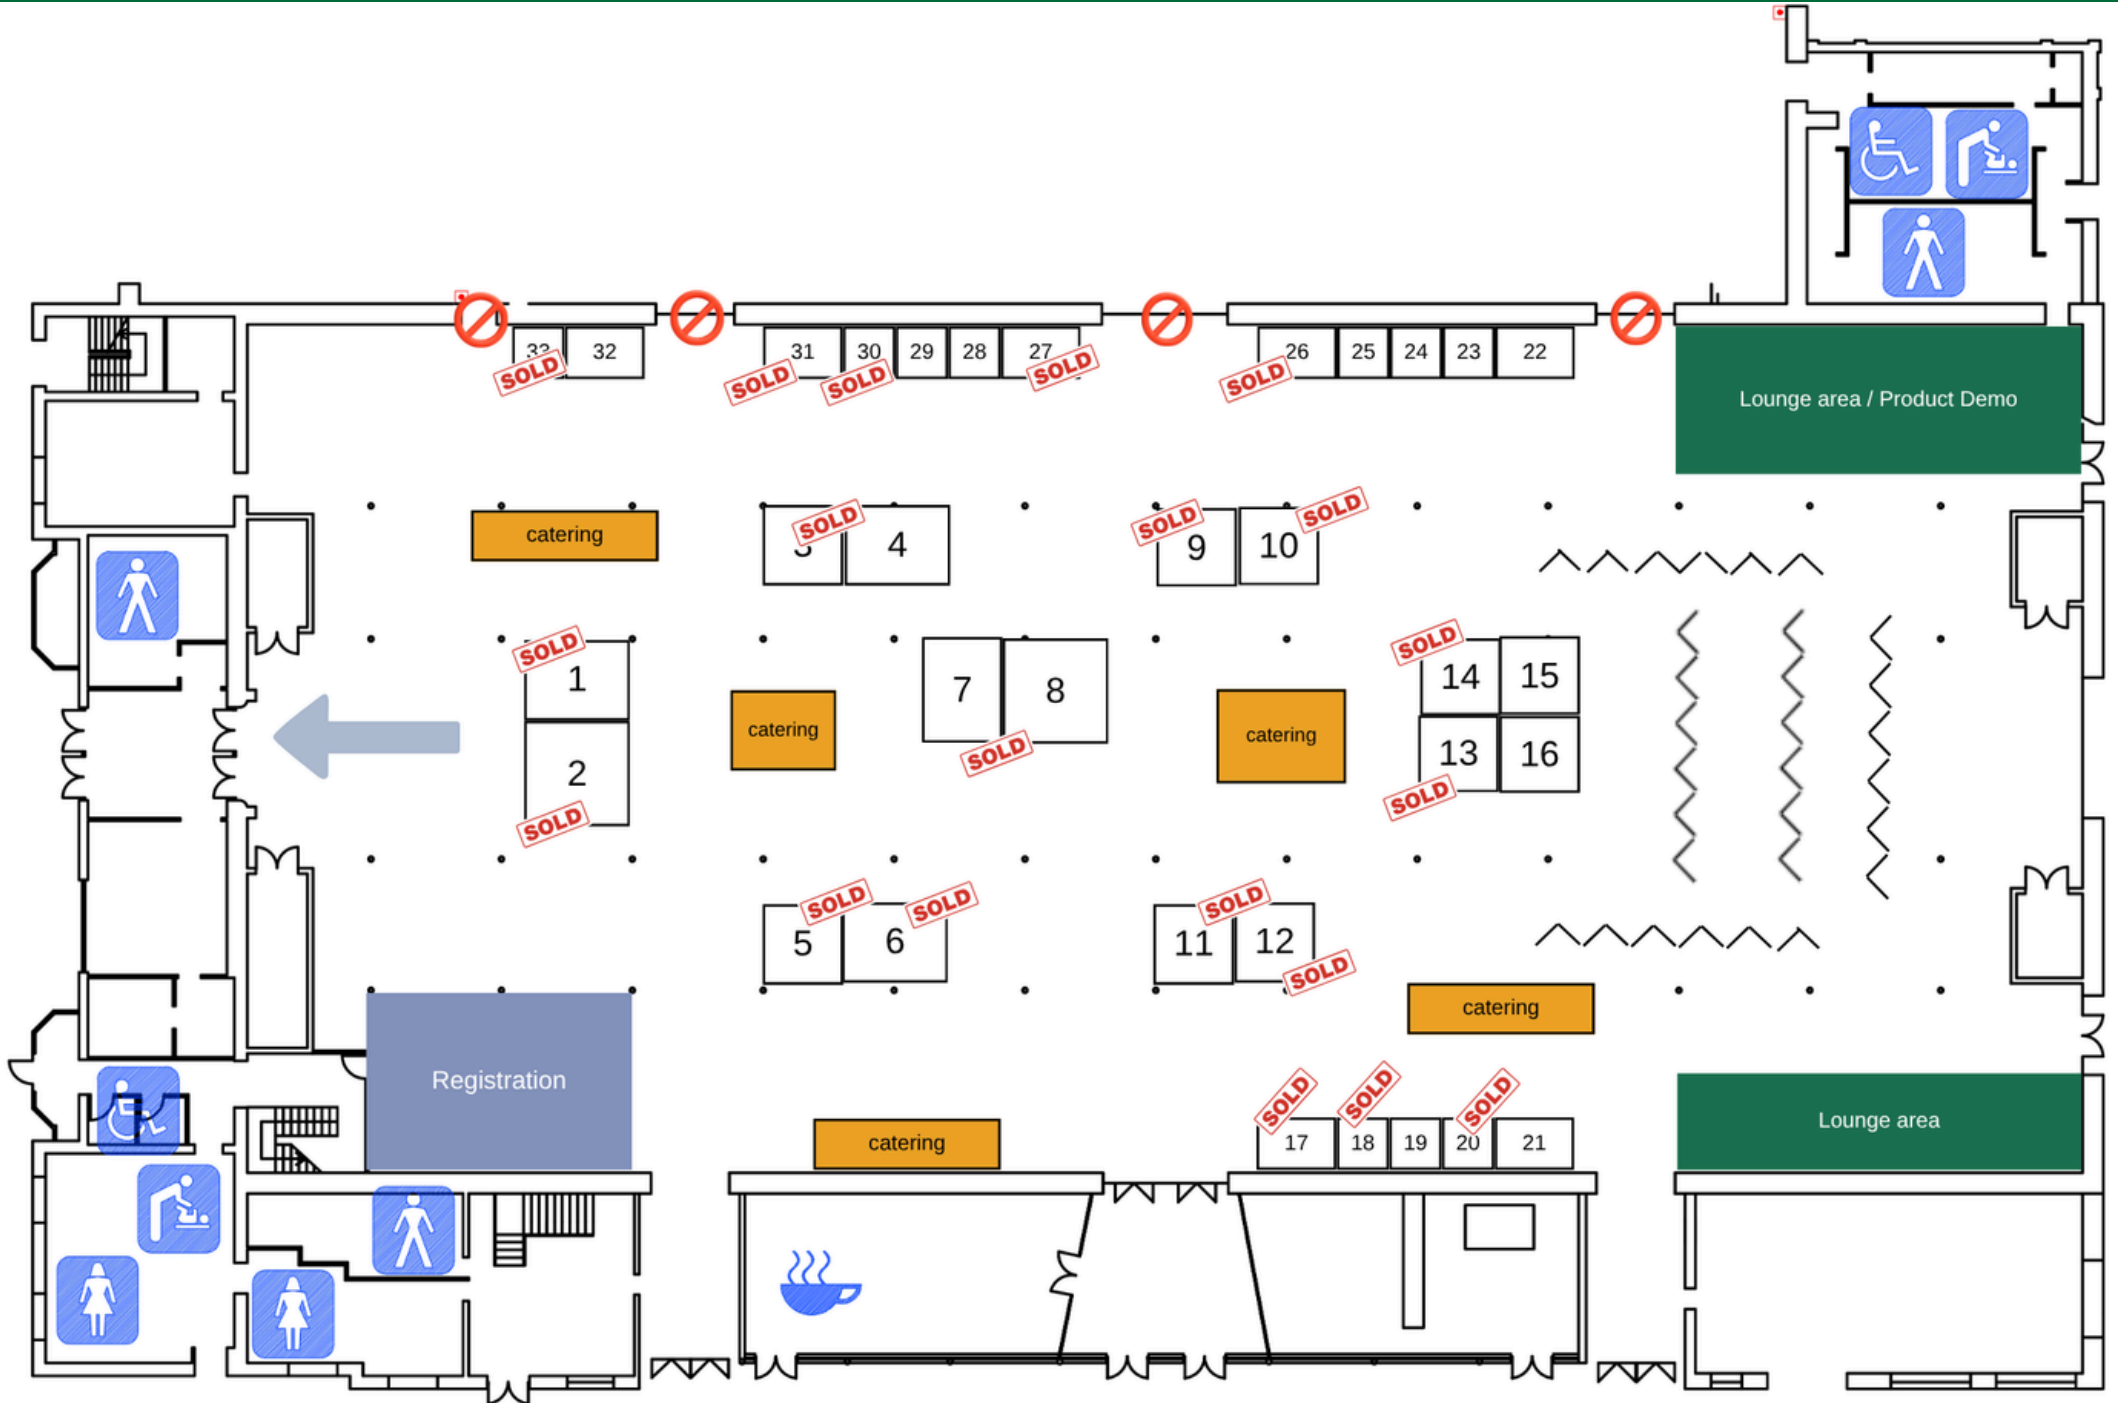 33
32
31
30
29
28
27
26
25
24
23
22
SOLD
SOLD
SOLD
SOLD
SOLD
Lounge area / Product Demo
catering
SOLD
3
4
SOLD
9
10
SOLD
SOLD
1
2
SOLD
catering
7
8
SOLD
catering
SOLD
14
15
13
16
SOLD
SOLD
SOLD
5
6
SOLD
11
12
SOLD
catering
Registration
catering
SOLD
SOLD
SOLD
17
18
19
20
21
Lounge area